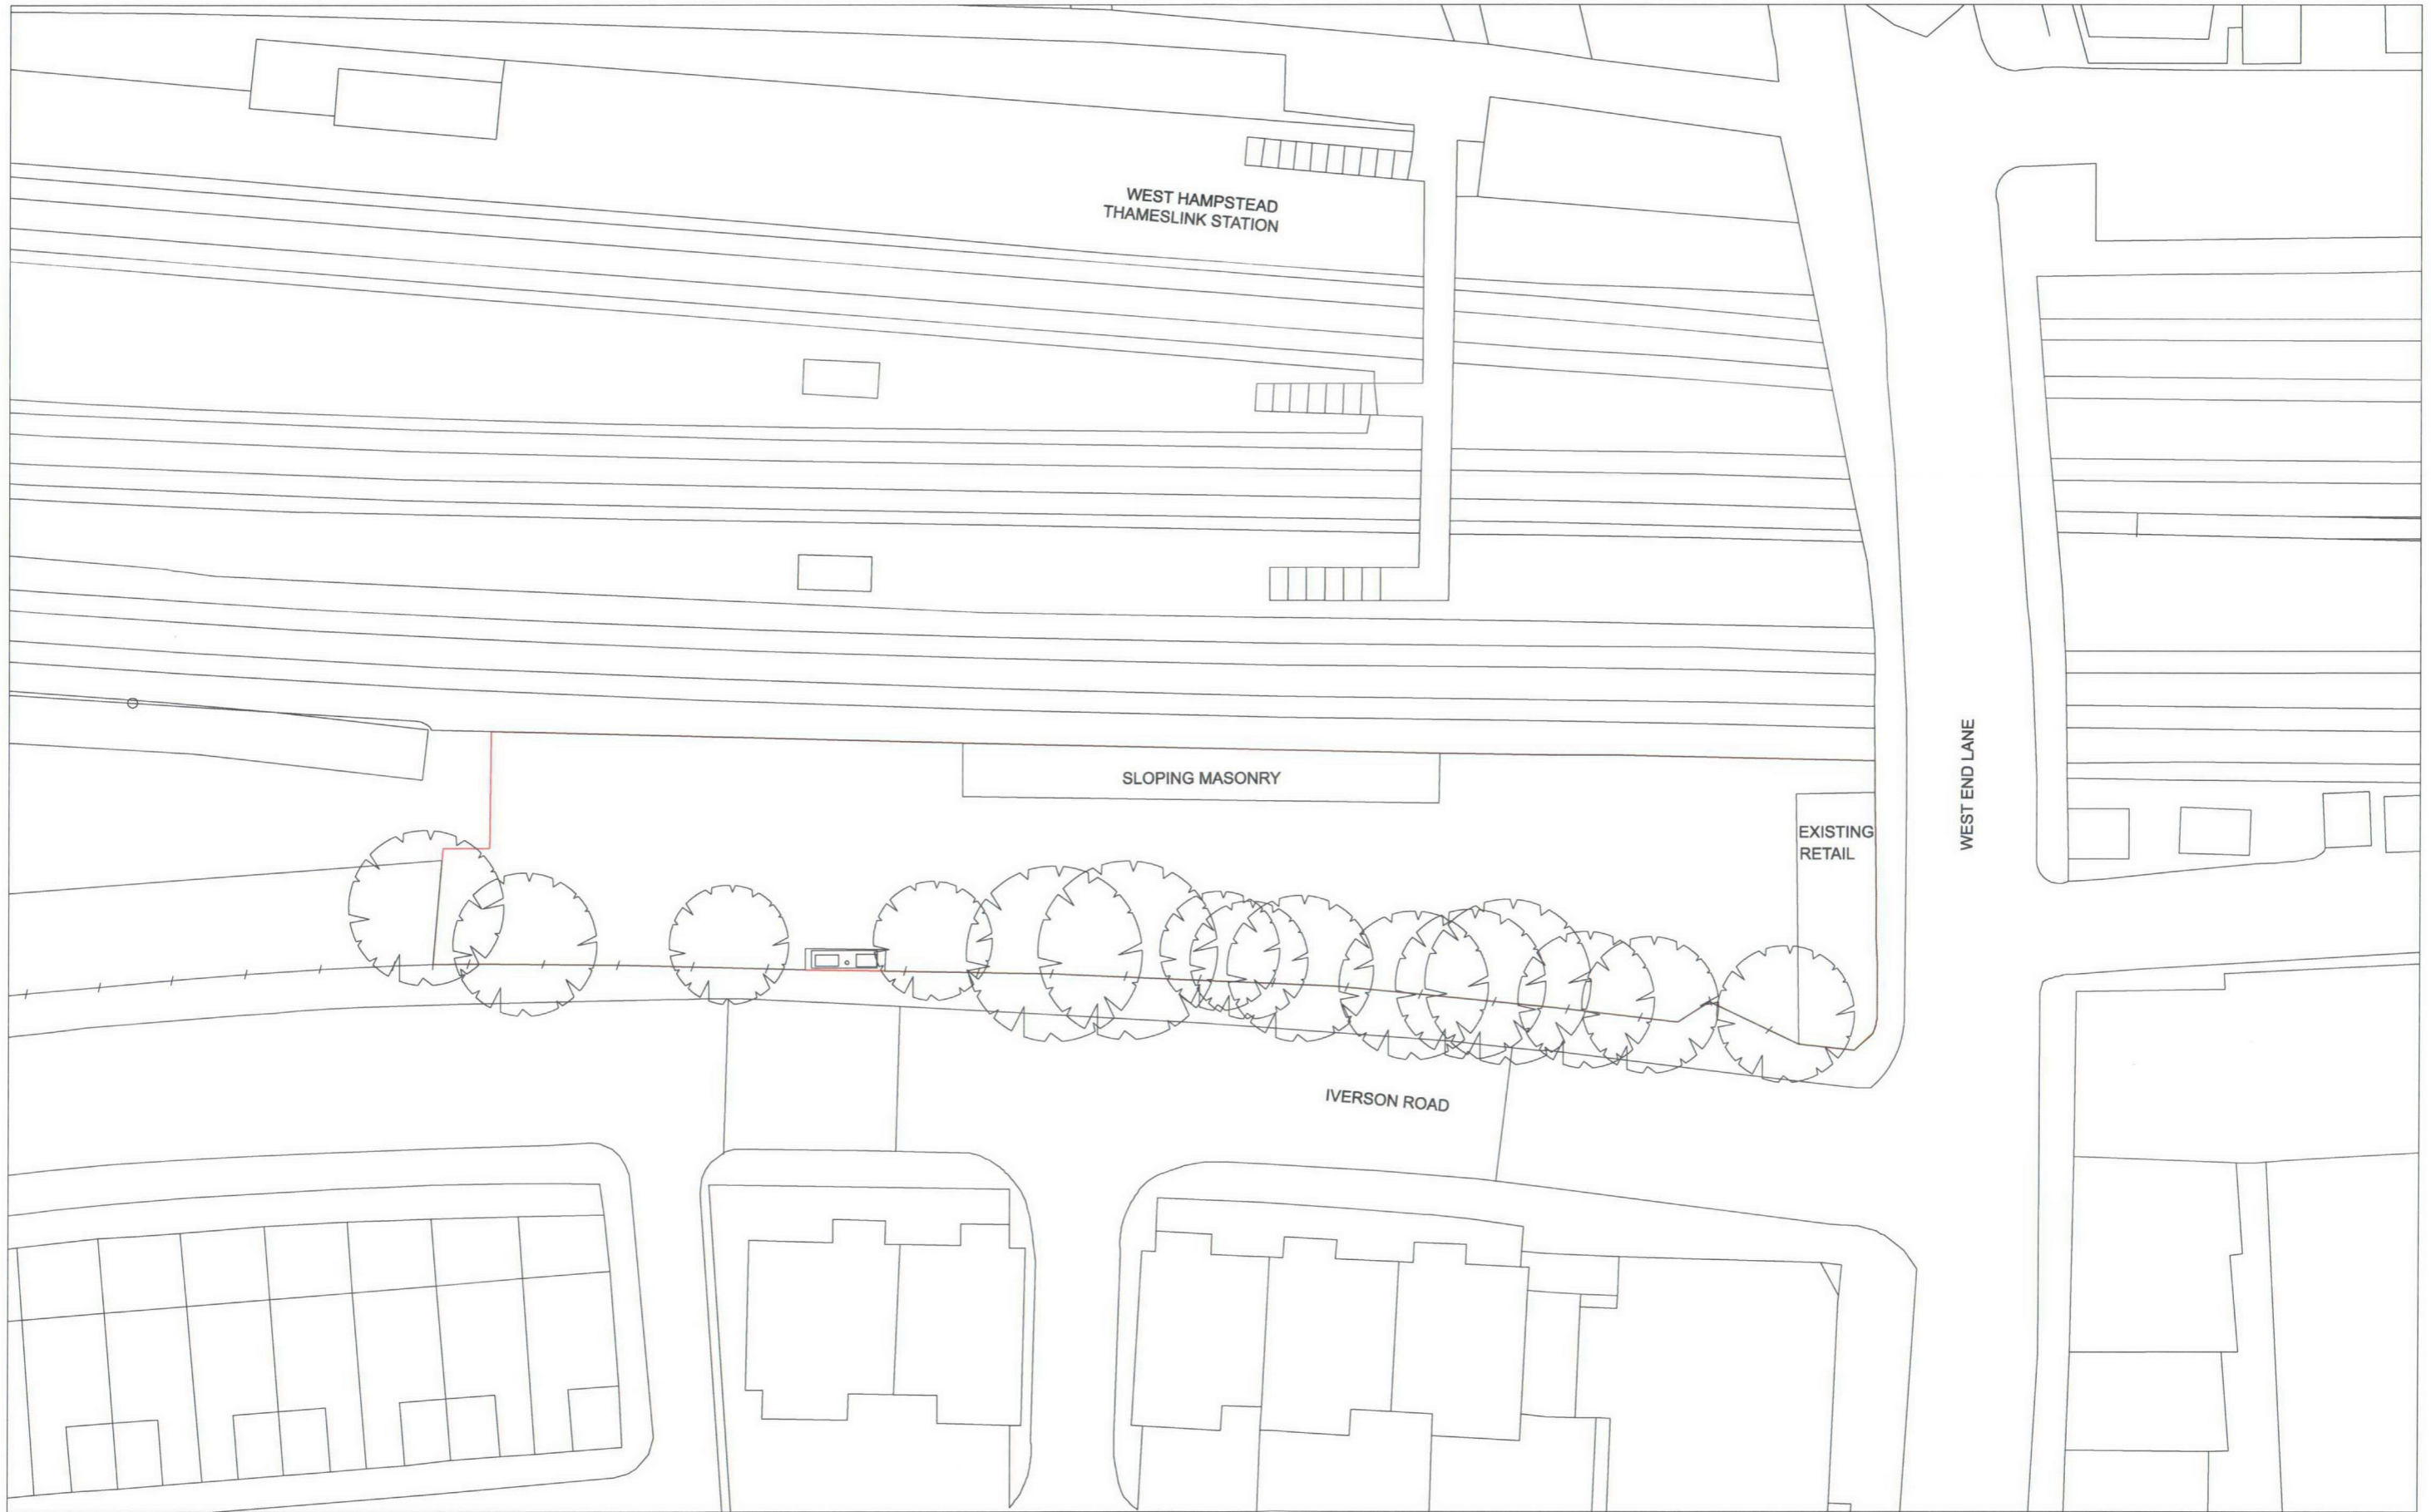 WEST HAMPSTEAD
THAMESLINK STATION
SLOPING MASONRY
EXISTING
RETAIL
WEST END LANE
IVERSON ROAD